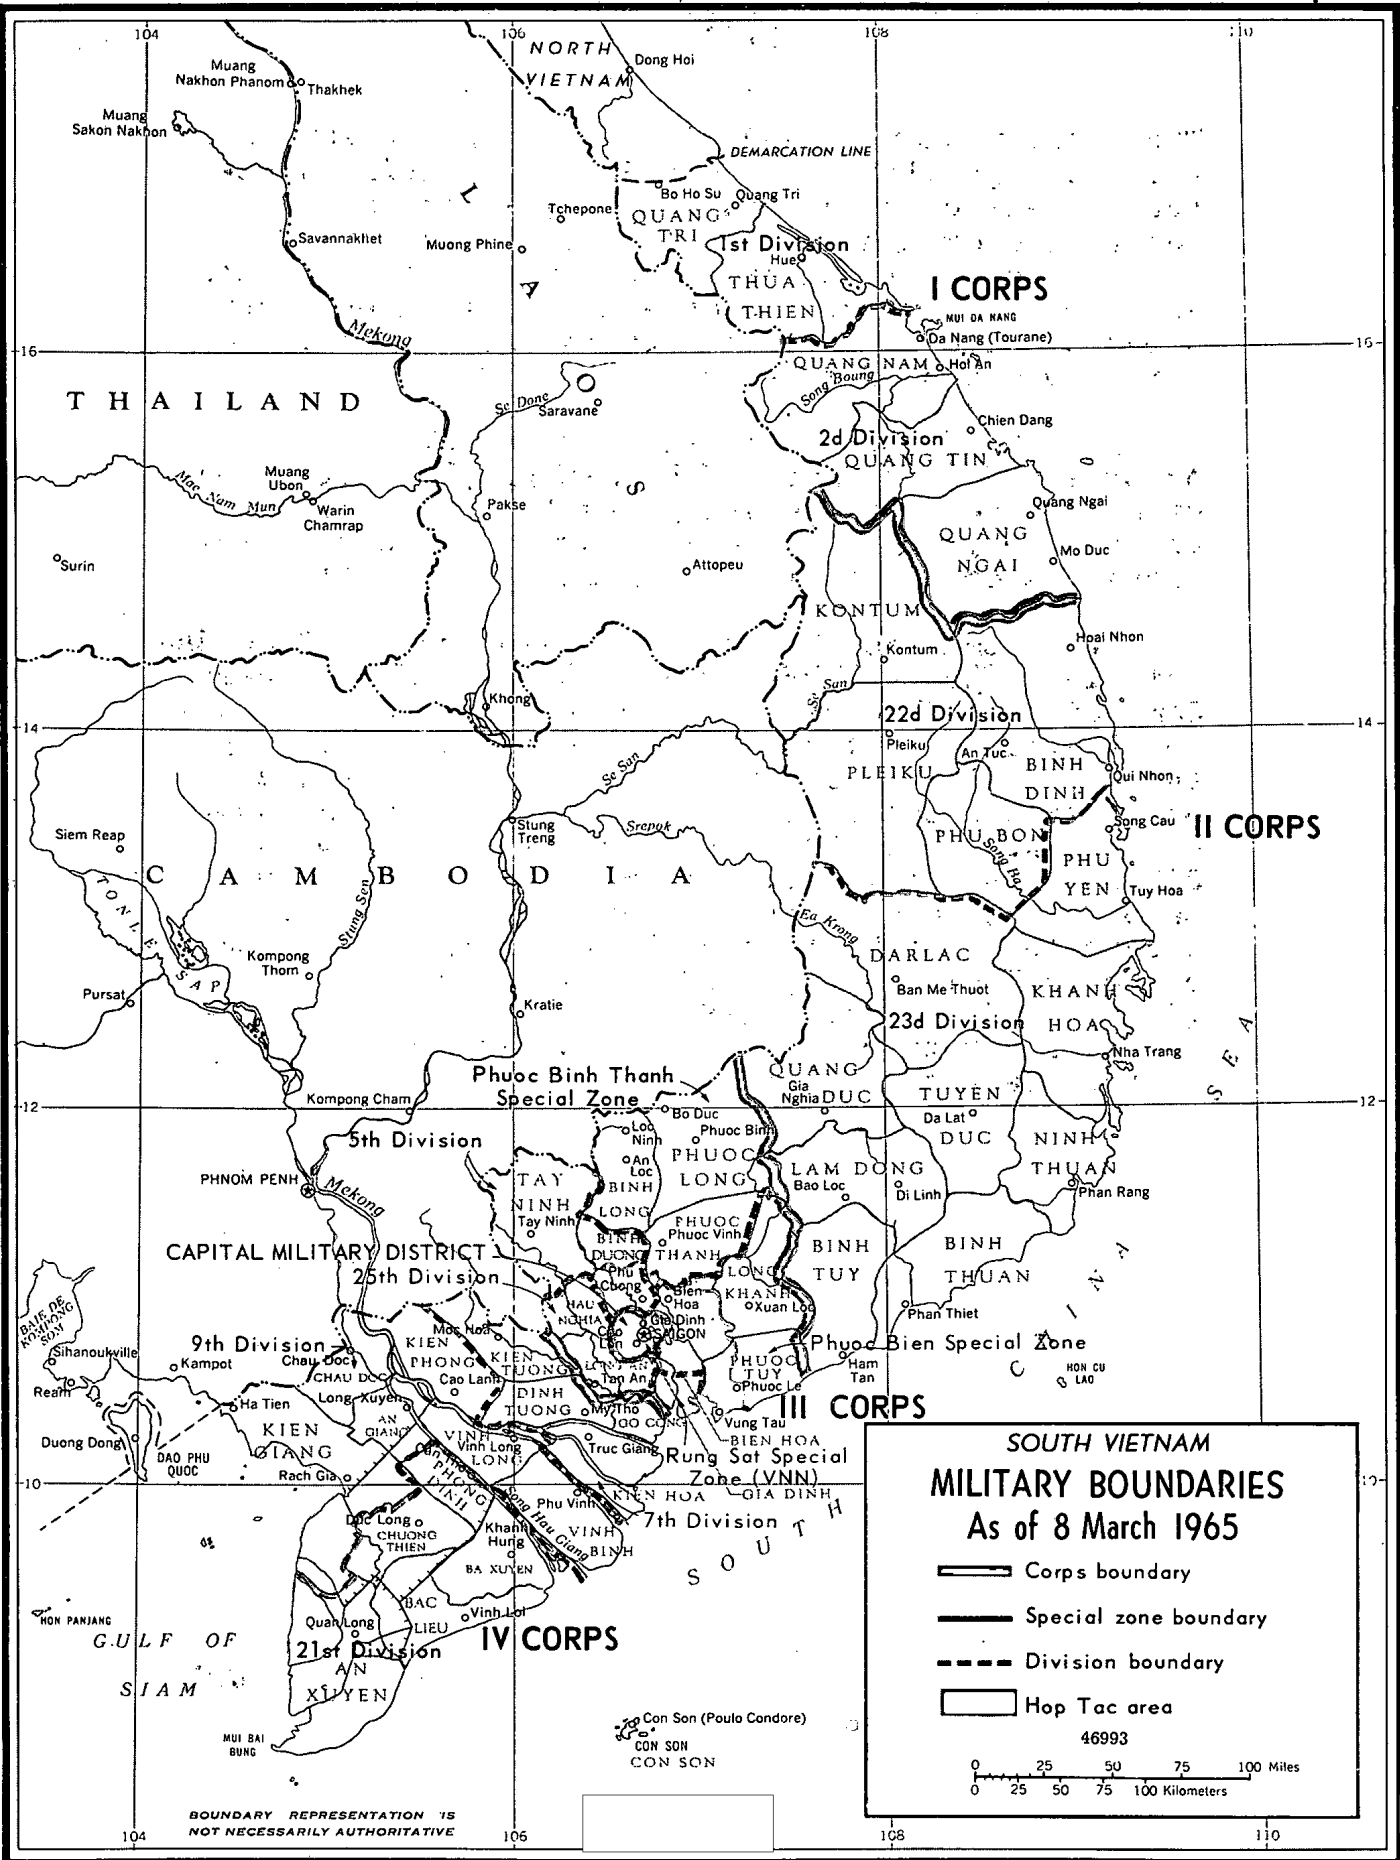 104
106
108
110
NORTH
VIETNAM
Dong Hoi
Muang
Nakhon Phanom
Thakhek
Muang
Sakon Nakhon
DEMARCATION LINE
L
A
O
S
Bo Ho Su
Quang Tri
Tchepone
QUANG
TRI
Savannakhet
Muong Phine
1st Division
Hue
THUA
THIEN
I CORPS
MUI DA NANG
Da Nang (Tourane)
Mekong
16
QUANG NAM
Hoi An
Song Boung
THAILAND
Se Done
Saravane
Chien Dang
2d Division
QUANG TIN
Mae Nam Mun
Muang
Ubon
Warin
Chamrap
Pakse
Quang Ngai
QUANG
NGAI
Mo Duc
Surin
Attopeu
KONTUM
Hoai Nhon
Kontum
Khong
Se San
22d Division
14
14
Pleiku
An Tuc
PLEIKU
BINH
DINH
Qui Nhon
Se San
Srepok
Stung
Treng
Siem Reap
PHU BON
Song Ba
Song Cau
II CORPS
PHU
YEN
Tuy Hoa
CAMBODIA
TONLE
SAP
Stung Sen
Ea Krong
DARLAC
Kompong
Thom
Ban Me Thuot
KHANH
HOA
Pursat
Kratie
23d Division
Nha Trang
QUANG
DUC
Gia
Nghia
TUYEN
DUC
Da Lat
Phuoc Binh Thanh
Special Zone
Kompong Cham
12
12
Bo Duc
Loc
Ninh
Phuoc Binh
5th Division
An
Loc
PHUOC
LONG
LAM DONG
Bao Loc
Di Linh
NINH
THUAN
Phan Rang
PHNOM PENH
Mekong
TAY
NINH
Tay Ninh
BINH
LONG
PHUOC
Phuoc Vinh
THANH
BINH
DUONG
CAPITAL MILITARY DISTRICT
25th Division
Phu
Cuong
Bien
Hoa
LONG
KHANH
Xuan Loc
BINH
TUY
BINH
THUAN
Phan Thiet
HAU
NGHIA
Gia Dinh
SAIGON
BAIE DE
KOMPONG
SOM
Sihanoukville
Ream
Kampot
9th Division
Chau Doc
CHAU DOC
KIEN
PHONG
Moc Hoa
KIEN
TUONG
Cao Lanh
Tan An
PHUOC
TUY
Phuoc Le
Phuoc Bien Special Zone
Ham
Tan
HON CU
LAO
Ha Tien
Long Xuyen
DINH
TUONG
My Tho
GO CONG
III CORPS
Vung Tau
BIEN HOA
Duong Dong
DAO PHU
QUOC
KIEN
GIANG
Rach Gia
AN
GIANG
VINH
LONG
Vinh Long
Truc Giang
Rung Sat Special
Zone (VNN)
GIA DINH
10
PHONG
DINH
Phu Vinh
KIEN HOA
7th Division
Song Hau Giang
VINH
BINH
Duc Long
CHUONG
THIEN
Khanh
Hung
BA XUYEN
SOUTH
CHINA
SEA
HON PANJANG
GULF OF
SIAM
Quan Long
BAC
LIEU
Vinh Loi
IV CORPS
21st Division
AN
XUYEN
MUI BAI
BUNG
Con Son (Poulo Condore)
CON SON
CON SON
SOUTH VIETNAM
MILITARY BOUNDARIES
As of 8 March 1965
Corps boundary
Special zone boundary
Division boundary
Hop Tac area
46993
0 25 50 75 100 Miles
0 25 50 75 100 Kilometers
BOUNDARY REPRESENTATION IS
NOT NECESSARILY AUTHORITATIVE
104
106
108
110